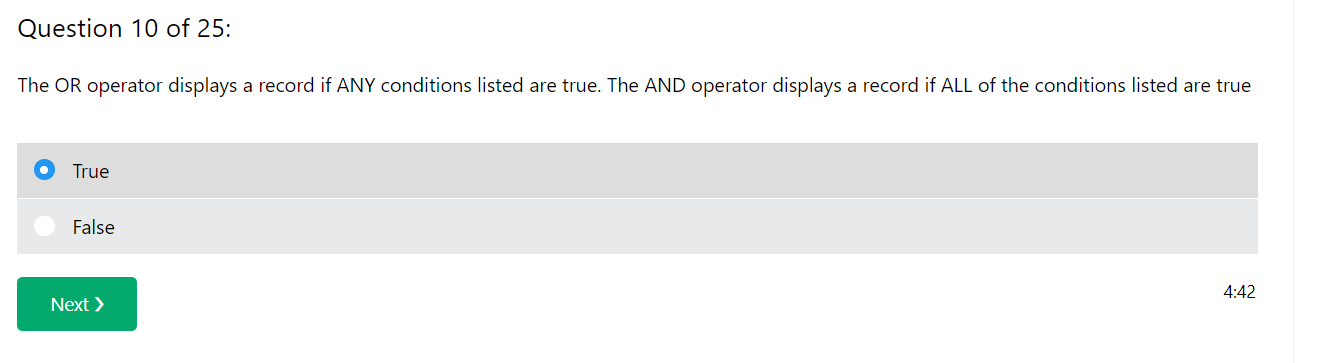 Question 10 of 25:
The OR operator displays a record if ANY conditions listed are true. The AND operator displays a record if ALL of the conditions listed are true
True
False
Next ❯
4:42